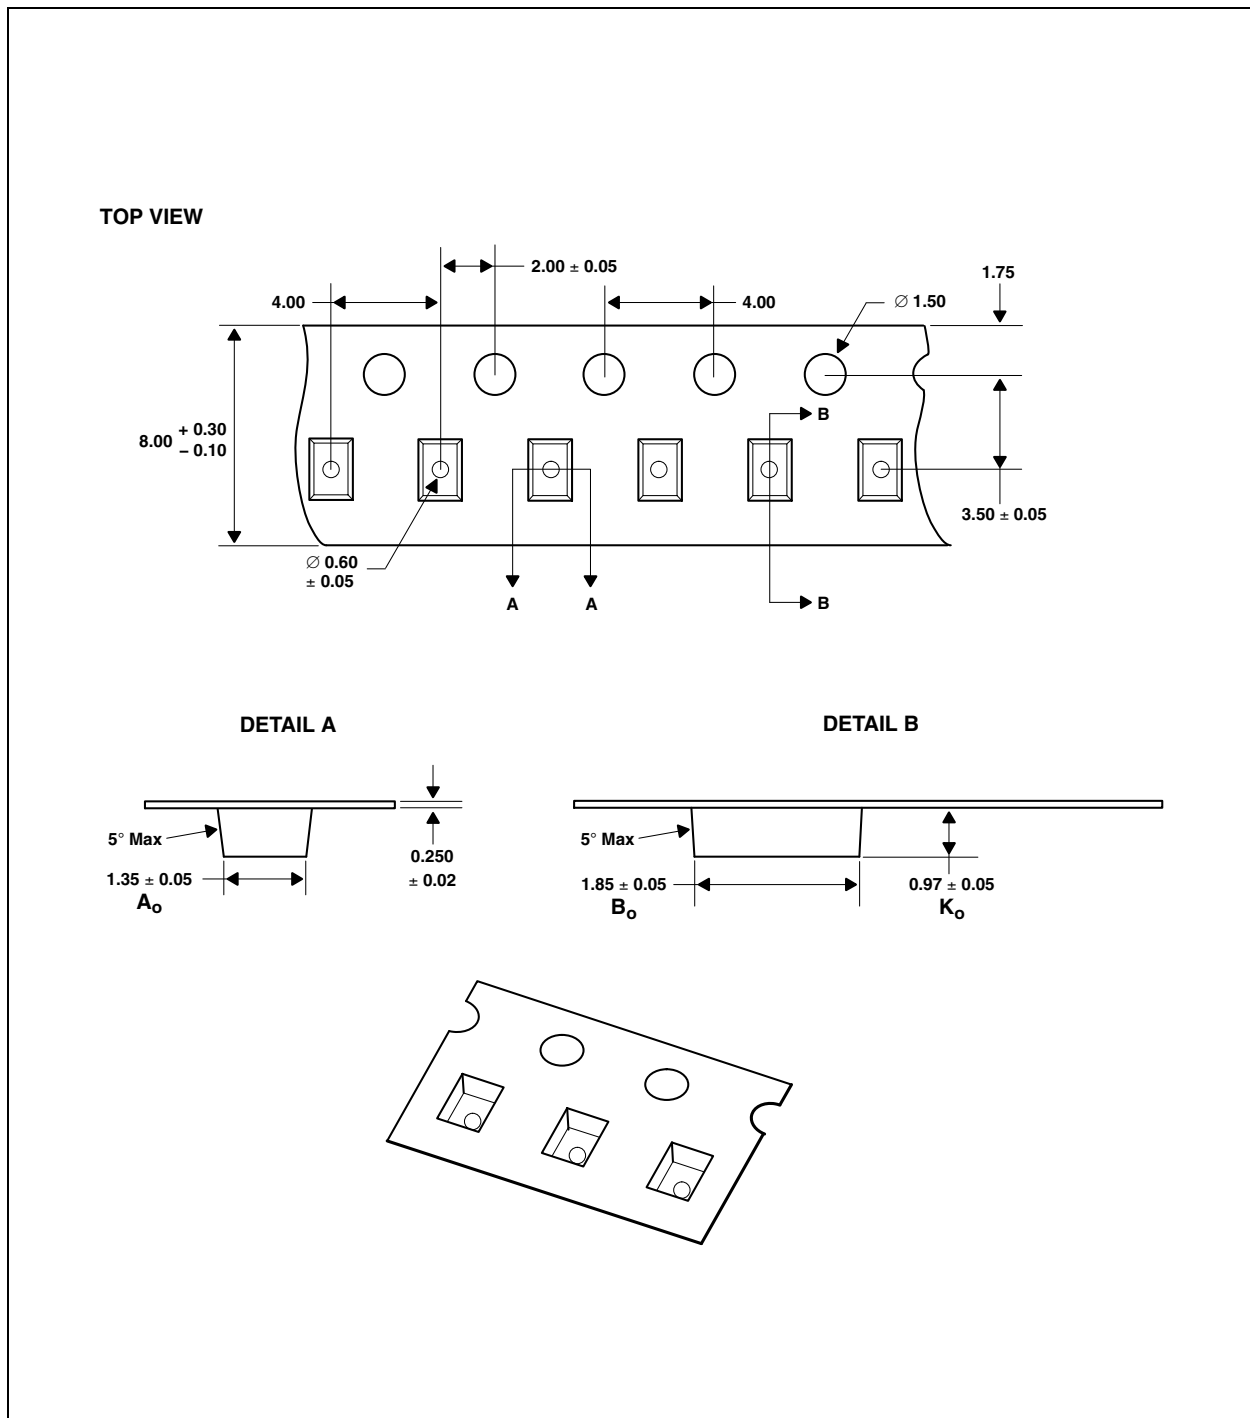 TOP VIEW
2.00 ± 0.05
1.75
4.00
4.00
∅ 1.50
B
8.00 + 0.30
– 0.10
3.50 ± 0.05
∅ 0.60
± 0.05
A
A
B
DETAIL A
DETAIL B
5° Max
0.250
± 0.02
1.35 ± 0.05
Ao
5° Max
1.85 ± 0.05
Bo
0.97 ± 0.05
Ko